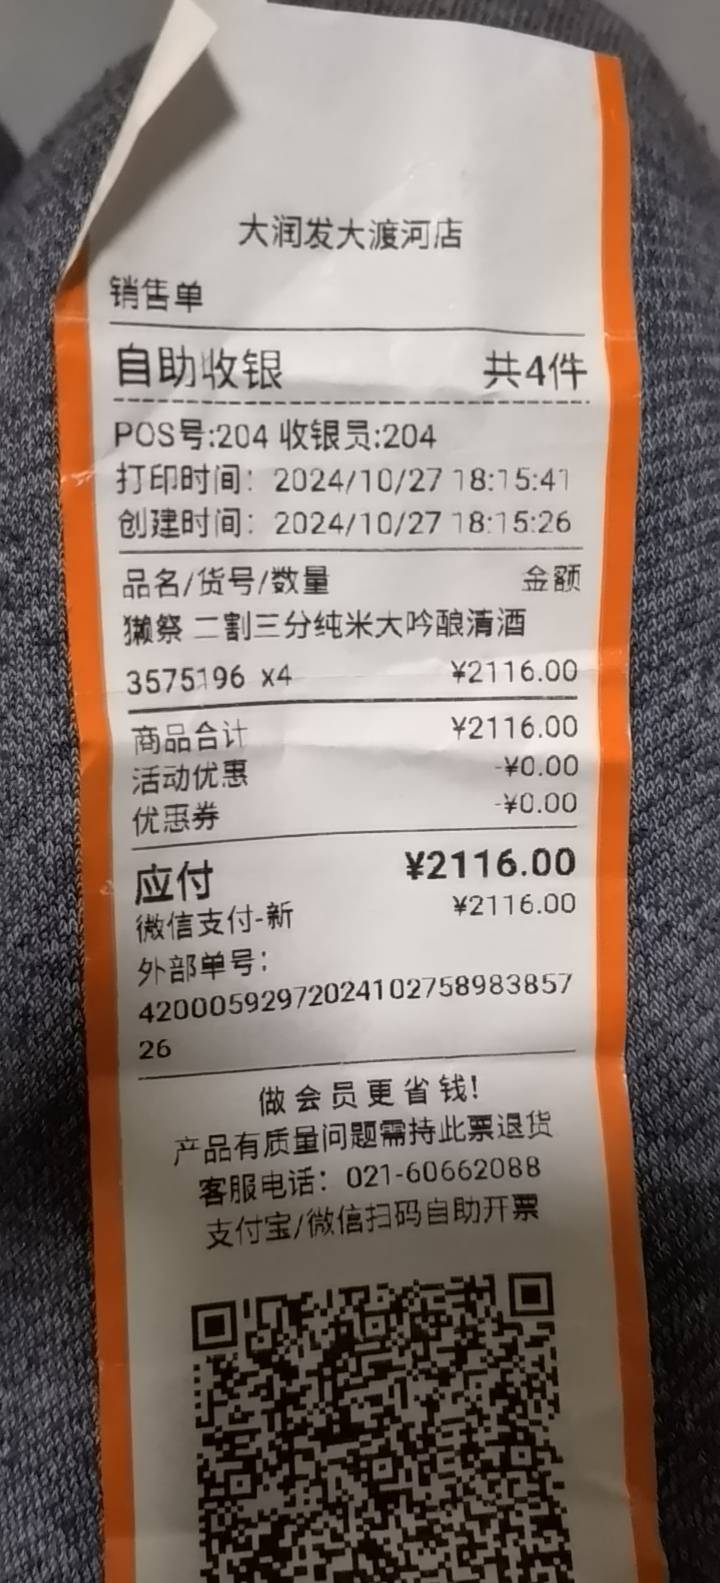 大润发大渡河店
销售单
自助收银 共4件
POS号:204 收银员:204
打印时间： 2024/10/27 18:15:41
创建时间： 2024/10/27 18:15:26
品名/货号/数量 金额
獭祭 二割三分纯米大吟酿清酒
3575196 x4 ¥2116.00
商品合计 ¥2116.00
活动优惠 -¥0.00
优惠券 -¥0.00
应付 ¥2116.00
微信支付-新 ¥2116.00
外部单号：
42000592972024102758983857
26
做会员更省钱!
产品有质量问题需持此票退货
客服电话：021-60662088
支付宝/微信扫码自助开票